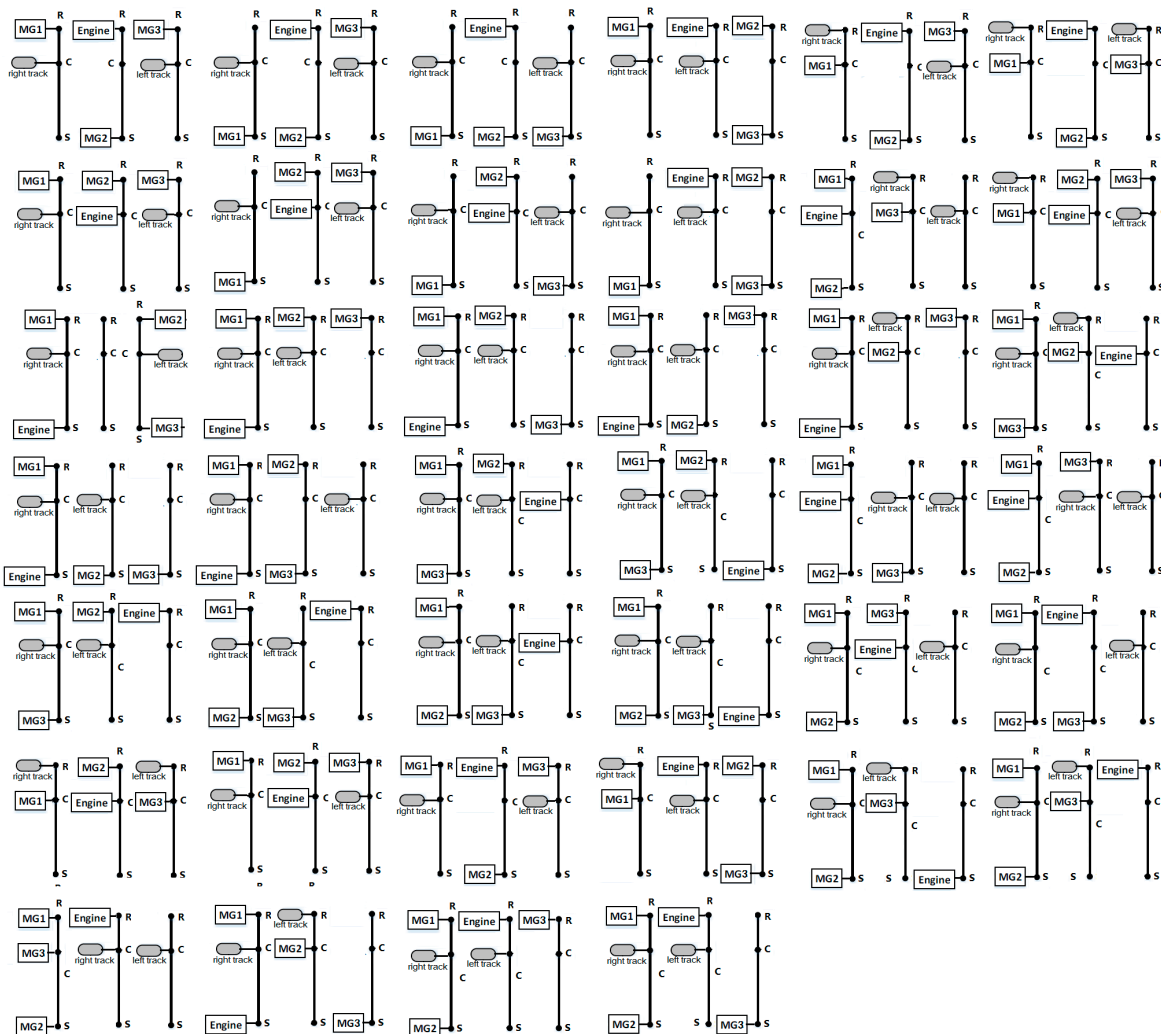 R R R
MG1 Engine MG3
C C C
right track left track
MG2 S S S
R R R
Engine MG3
C C C
right track left track
MG1 S MG2 S S
R R R
Engine
C C C
right track left track
MG1 S MG2 S MG3 S
R
MG1 Engine R MG2
C C C
right track left track
S S MG3 S
R R
R Engine MG3
right track
MG1 C C C
left track
S MG2 S S
R
R Engine R
right track left track
MG1 C C MG3 C
S MG2 S S
R R R
MG1 MG2 MG3
C Engine C C
right track left track
S S S
R R R
MG2 MG3
C Engine C C
right track left track
MG1 S S S
R R R
MG2
C Engine C C
right track left track
MG1 S S MG3 S
R
Engine R MG2
C C C
right track left track
MG1 S S MG3 S
R R R
MG1
right track
Engine MG3 C C
left track
C
MG2 S S S
R R
R MG2 MG3
right track
MG1 C Engine C C
left track
S S S
R
MG1 R R MG2
C C C
right track left track
Engine S S MG3
S
MG1 R MG2 R MG3 R
C C C
right track left track
Engine S S S
MG1 R MG2 R R
C C C
right track left track
Engine S S MG3 S
MG1 R R MG3 R
C C C
right track left track
Engine S MG2 S S
MG1 R R MG3 R
left track
C MG2 C C
right track
Engine S S S
R
MG1 R R
left track
C MG2 C Engine
right track
C
MG3 S S S
MG1 R R R
C C C
right track left track
Engine S MG2 S MG3 S
MG1 R MG2 R R
C C C
right track left track
Engine S MG3 S S
MG1 R MG2 R R
C Engine C
right track left track
C
MG3 S S S
R
MG1 MG2 R R
C C
right track left track
C
MG3 S S Engine S
MG1 R R R
Engine C C
right track left track
C
MG2 S MG3 S S
MG1 R MG3 R R
Engine C C
right track left track
C
MG2 S S S
R R
MG1 MG2 Engine R
C C
right track left track
C
MG3 S S S
R R
MG1 Engine R
C C
right track left track
C
MG2 S MG3 S S
R
MG1 R R
C Engine C
right track left track
C
MG2 S MG3 S S
R
MG1 R R
C C
right track left track
C
MG2 S MG3 Engine S
S
R R
MG1 MG3 R
Engine C
right track left track
C C
MG2 S S S
R R
MG1 Engine R
C
right track left track
C C
MG2 S MG3 S S
R
R MG2 R
right track left track
MG1 C Engine C MG3 C
S S S
R R
MG1 MG2 MG3 R
C Engine C C
right track left track
S S S
R
MG1 R Engine MG3 R
C C C
right track left track
S MG2 S S
R
Engine R MG2 R
right track
MG1 C C C
left track
S S MG3 S
R
MG1 R R
left track
C MG3 C
right track
C
MG2 S S Engine S
R R
MG1 Engine R
left track
C MG3 C
right track
C
MG2 S S S
R
MG1 Engine R R
MG3 C C
right track left track
C
MG2 S S S
R R
MG1 R R R
left track
C MG2 C C
right track
Engine S S MG3 S
R R
MG1 Engine MG3 R
C
right track left track
C C
MG2 S S S
R R
MG1 Engine R
C
right track left track
C C
MG2 S S MG3 S